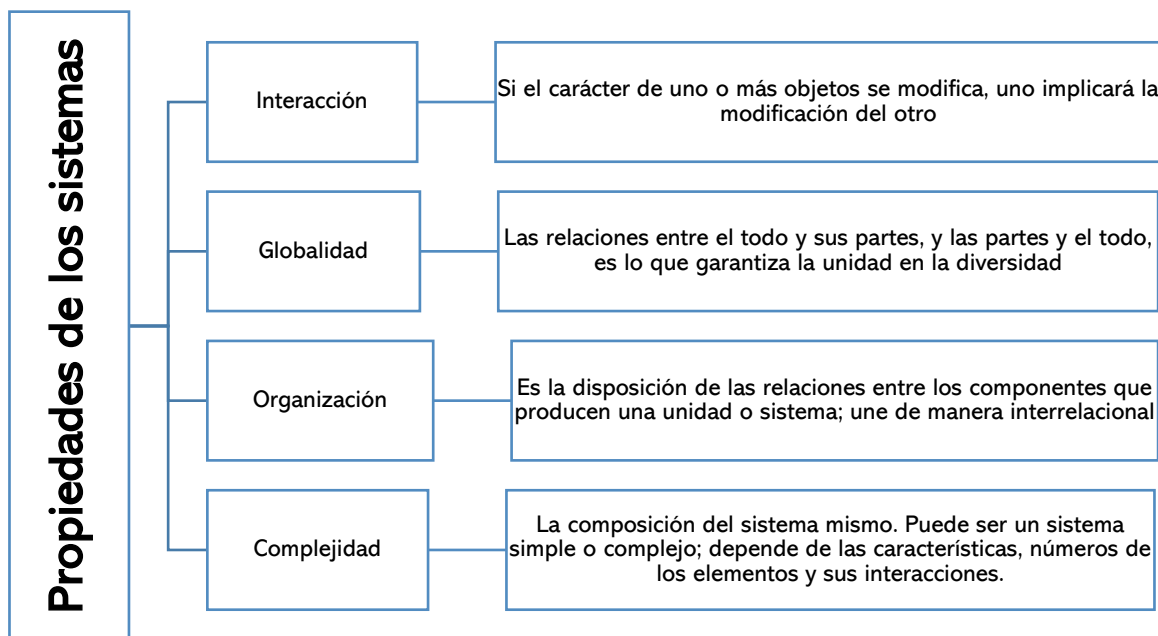 Propiedades de los sistemas
Interacción
Si el carácter de uno o más objetos se modifica, uno implicará la
modificación del otro
Globalidad
Las relaciones entre el todo y sus partes, y las partes y el todo,
es lo que garantiza la unidad en la diversidad
Organización
Es la disposición de las relaciones entre los componentes que
producen una unidad o sistema; une de manera interrelacional
Complejidad
La composición del sistema mismo. Puede ser un sistema
simple o complejo; depende de las características, números de
los elementos y sus interacciones.